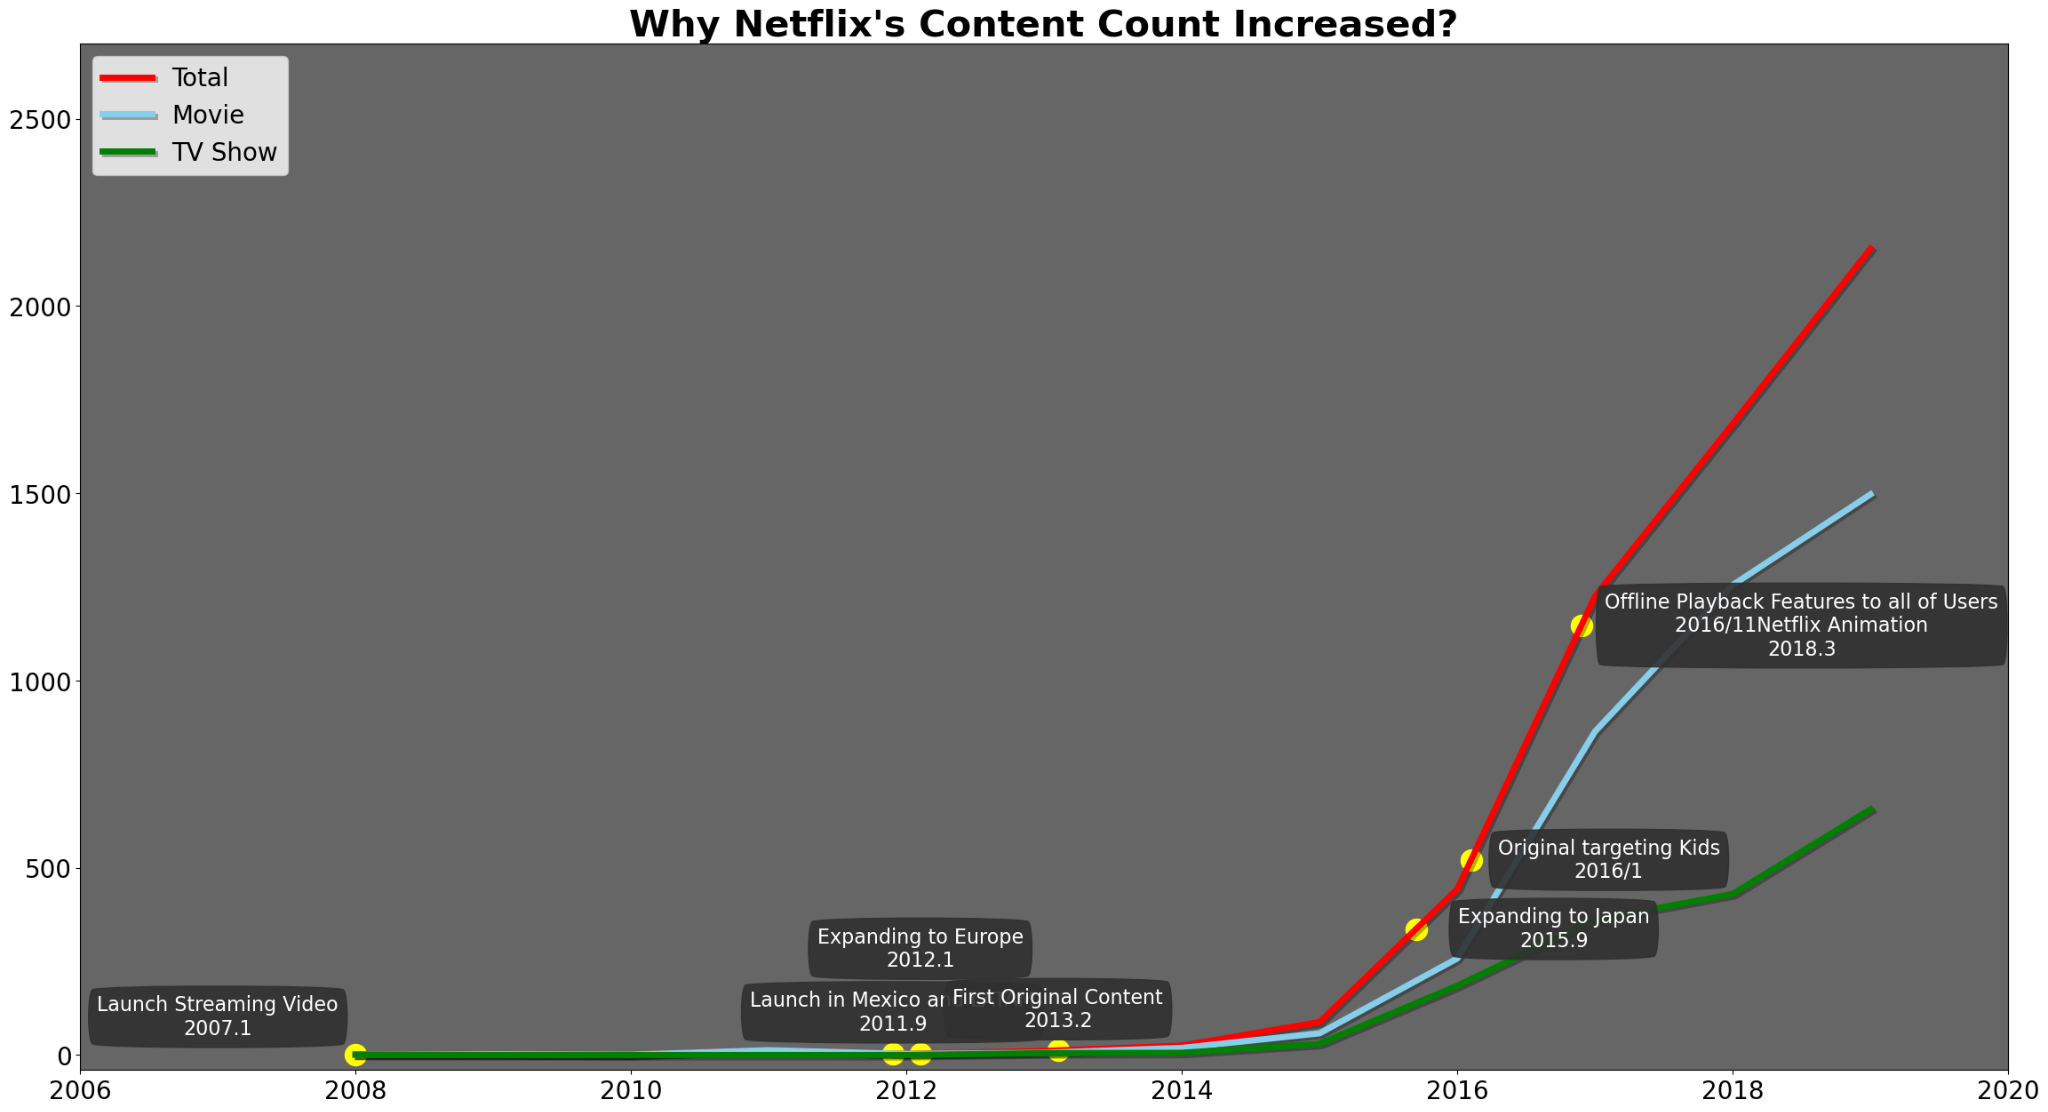 Why Netflix's Content Count Increased?
Total
Movie
TV Show
2500
2000
1500
1000
500
0
Offline Playback Features to all of Users
2016/11Netflix Animation
2018.3
Original targeting Kids
2016/1
Expanding to Japan
2015.9
Expanding to Europe
2012.1
Launch in Mexico
2011.9
First Original Content
2013.2
Launch Streaming Video
2007.1
2006
2008
2010
2012
2014
2016
2018
2020